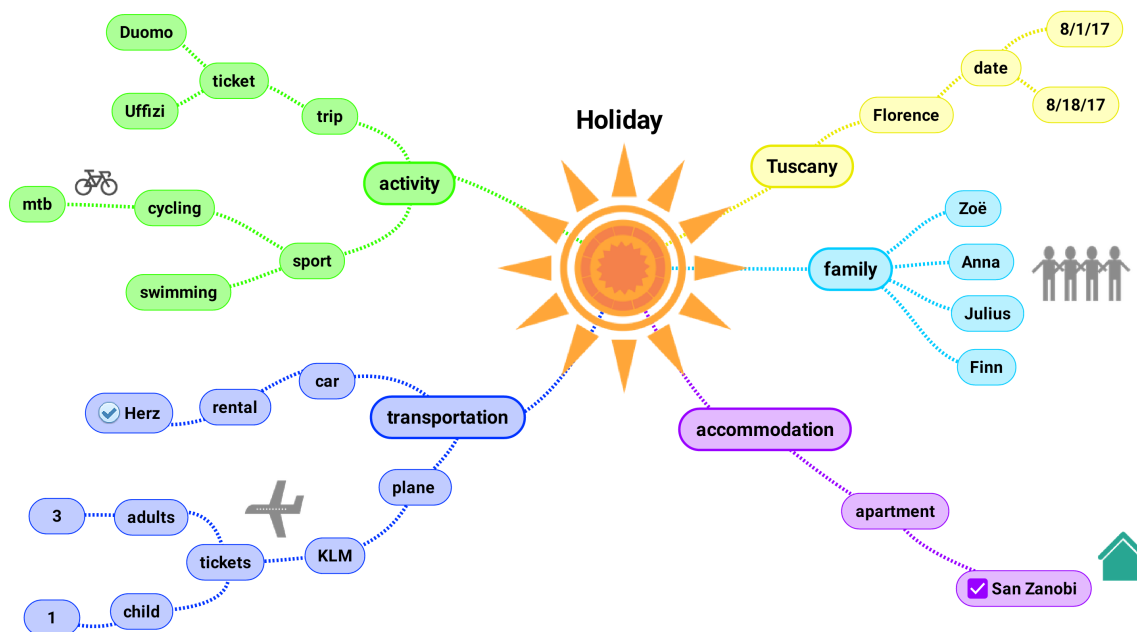 Holiday
Duomo
ticket
Uffizi
trip
activity
mtb
cycling
sport
swimming
8/1/17
date
8/18/17
Florence
Tuscany
Zoë
family
Anna
Julius
Finn
car
rental
Herz
transportation
plane
KLM
tickets
adults
3
child
1
accommodation
apartment
San Zanobi